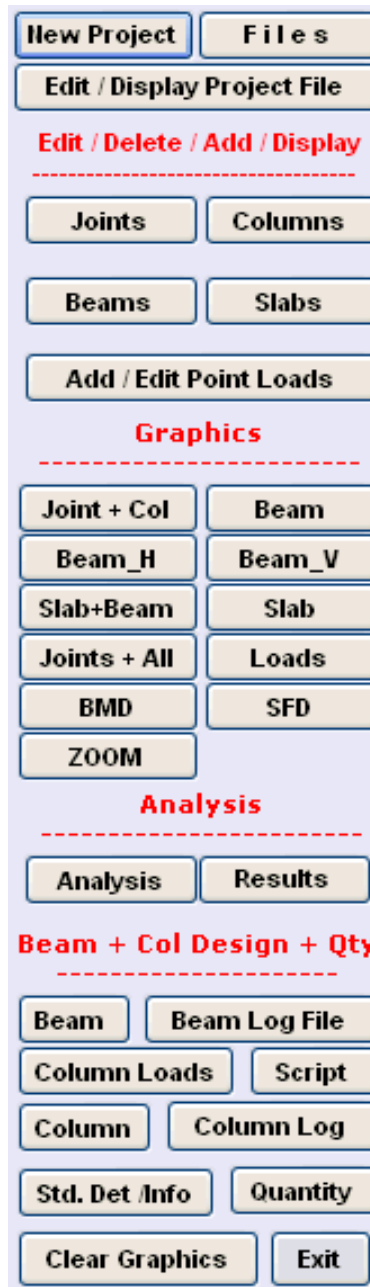 New Project F i l e s
Edit / Display Project File
Edit / Delete / Add / Display
------------------------------------
Joints Columns
Beams Slabs
Add / Edit Point Loads
Graphics
-------------------------
Joint + Col Beam
Beam_H Beam_V
Slab+Beam Slab
Joints + All Loads
BMD SFD
ZOOM
Analysis
-------------------------
Analysis Results
Beam + Col Design + Qty
----------------------
Beam Beam Log File
Column Loads Script
Column Column Log
Std. Det /Info Quantity
Clear Graphics Exit